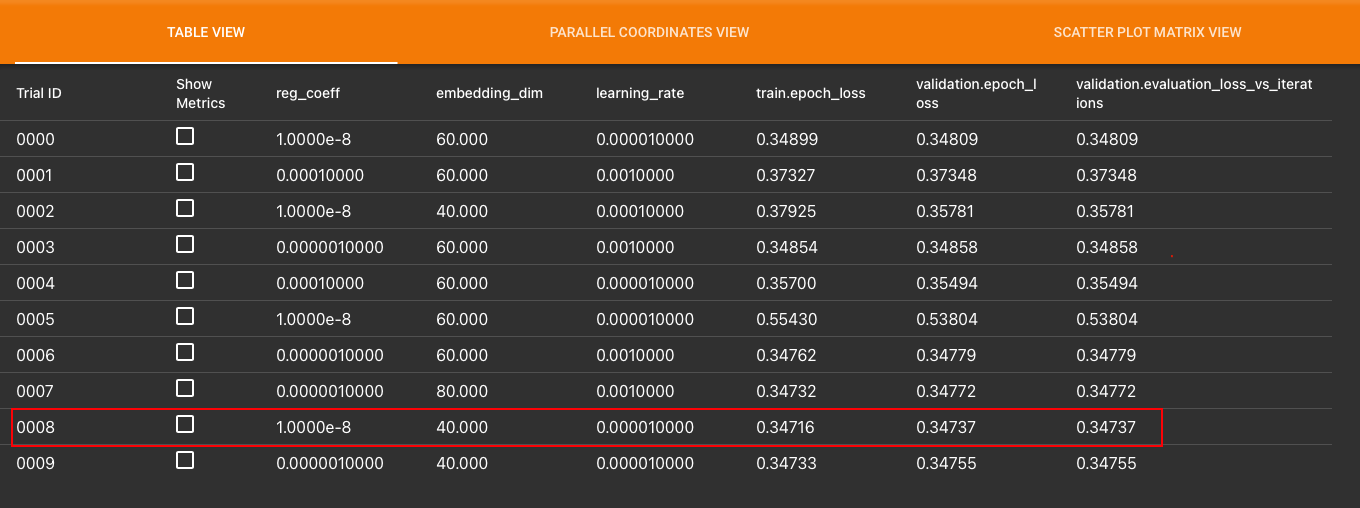 TABLE VIEW PARALLEL COORDINATES VIEW SCATTER PLOT MATRIX VIEW
Trial ID Show Metrics reg_coeff embedding_dim learning_rate train.epoch_loss validation.epoch_loss validation.evaluation_loss_vs_iterations
0000 1.0000e-8 60.000 0.000010000 0.34899 0.34809 0.34809
0001 0.00010000 60.000 0.0010000 0.37327 0.37348 0.37348
0002 1.0000e-8 40.000 0.00010000 0.37925 0.35781 0.35781
0003 0.0000010000 60.000 0.0010000 0.34854 0.34858 0.34858
0004 0.00010000 60.000 0.000010000 0.35700 0.35494 0.35494
0005 1.0000e-8 60.000 0.000010000 0.55430 0.53804 0.53804
0006 0.0000010000 60.000 0.0010000 0.34762 0.34779 0.34779
0007 0.0000010000 80.000 0.0010000 0.34732 0.34772 0.34772
0008 1.0000e-8 40.000 0.000010000 0.34716 0.34737 0.34737
0009 0.0000010000 40.000 0.000010000 0.34733 0.34755 0.34755